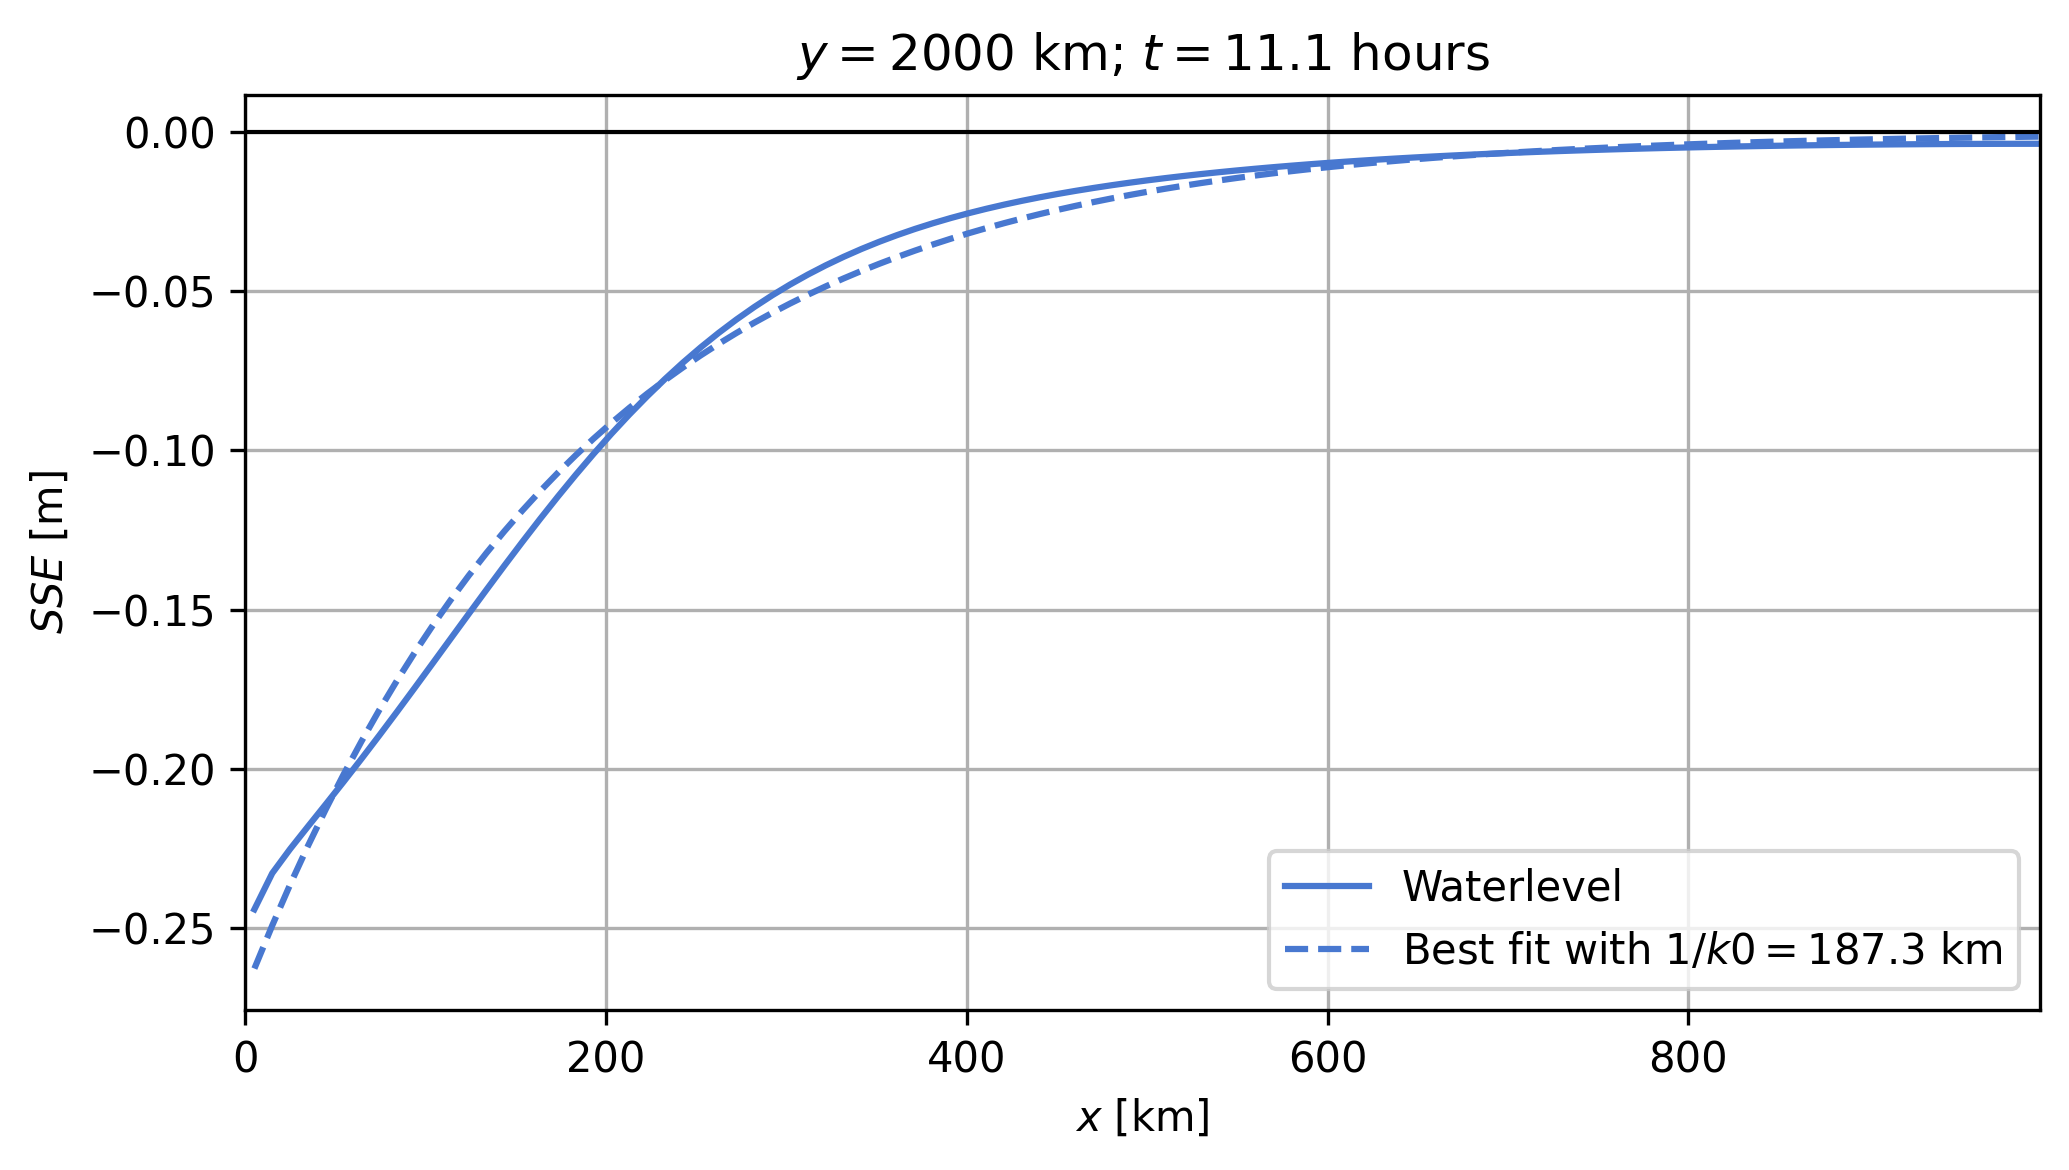 y = 2000 km; t = 11.1 hours
0.00
−0.05
−0.10
−0.15
−0.20
−0.25
SSE [m]
Waterlevel
Best fit with 1/k0 = 187.3 km
0 200 400 600 800
x [km]